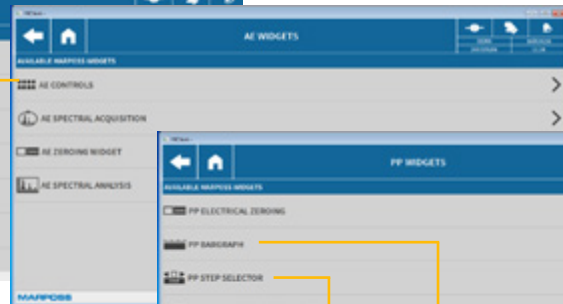 AE WIDGETS
AVAILABLE MARPOSS WIDGETS
AE CONTROLS
AE SPECTRAL ACQUISITION
AE ZEROING WIDGET
AE SPECTRAL ANALYSIS
MARPOSS
PP WIDGETS
AVAILABLE MARPOSS WIDGETS
PP ELECTRICAL ZEROING
PP BARGRAPH
PP STEP SELECTOR